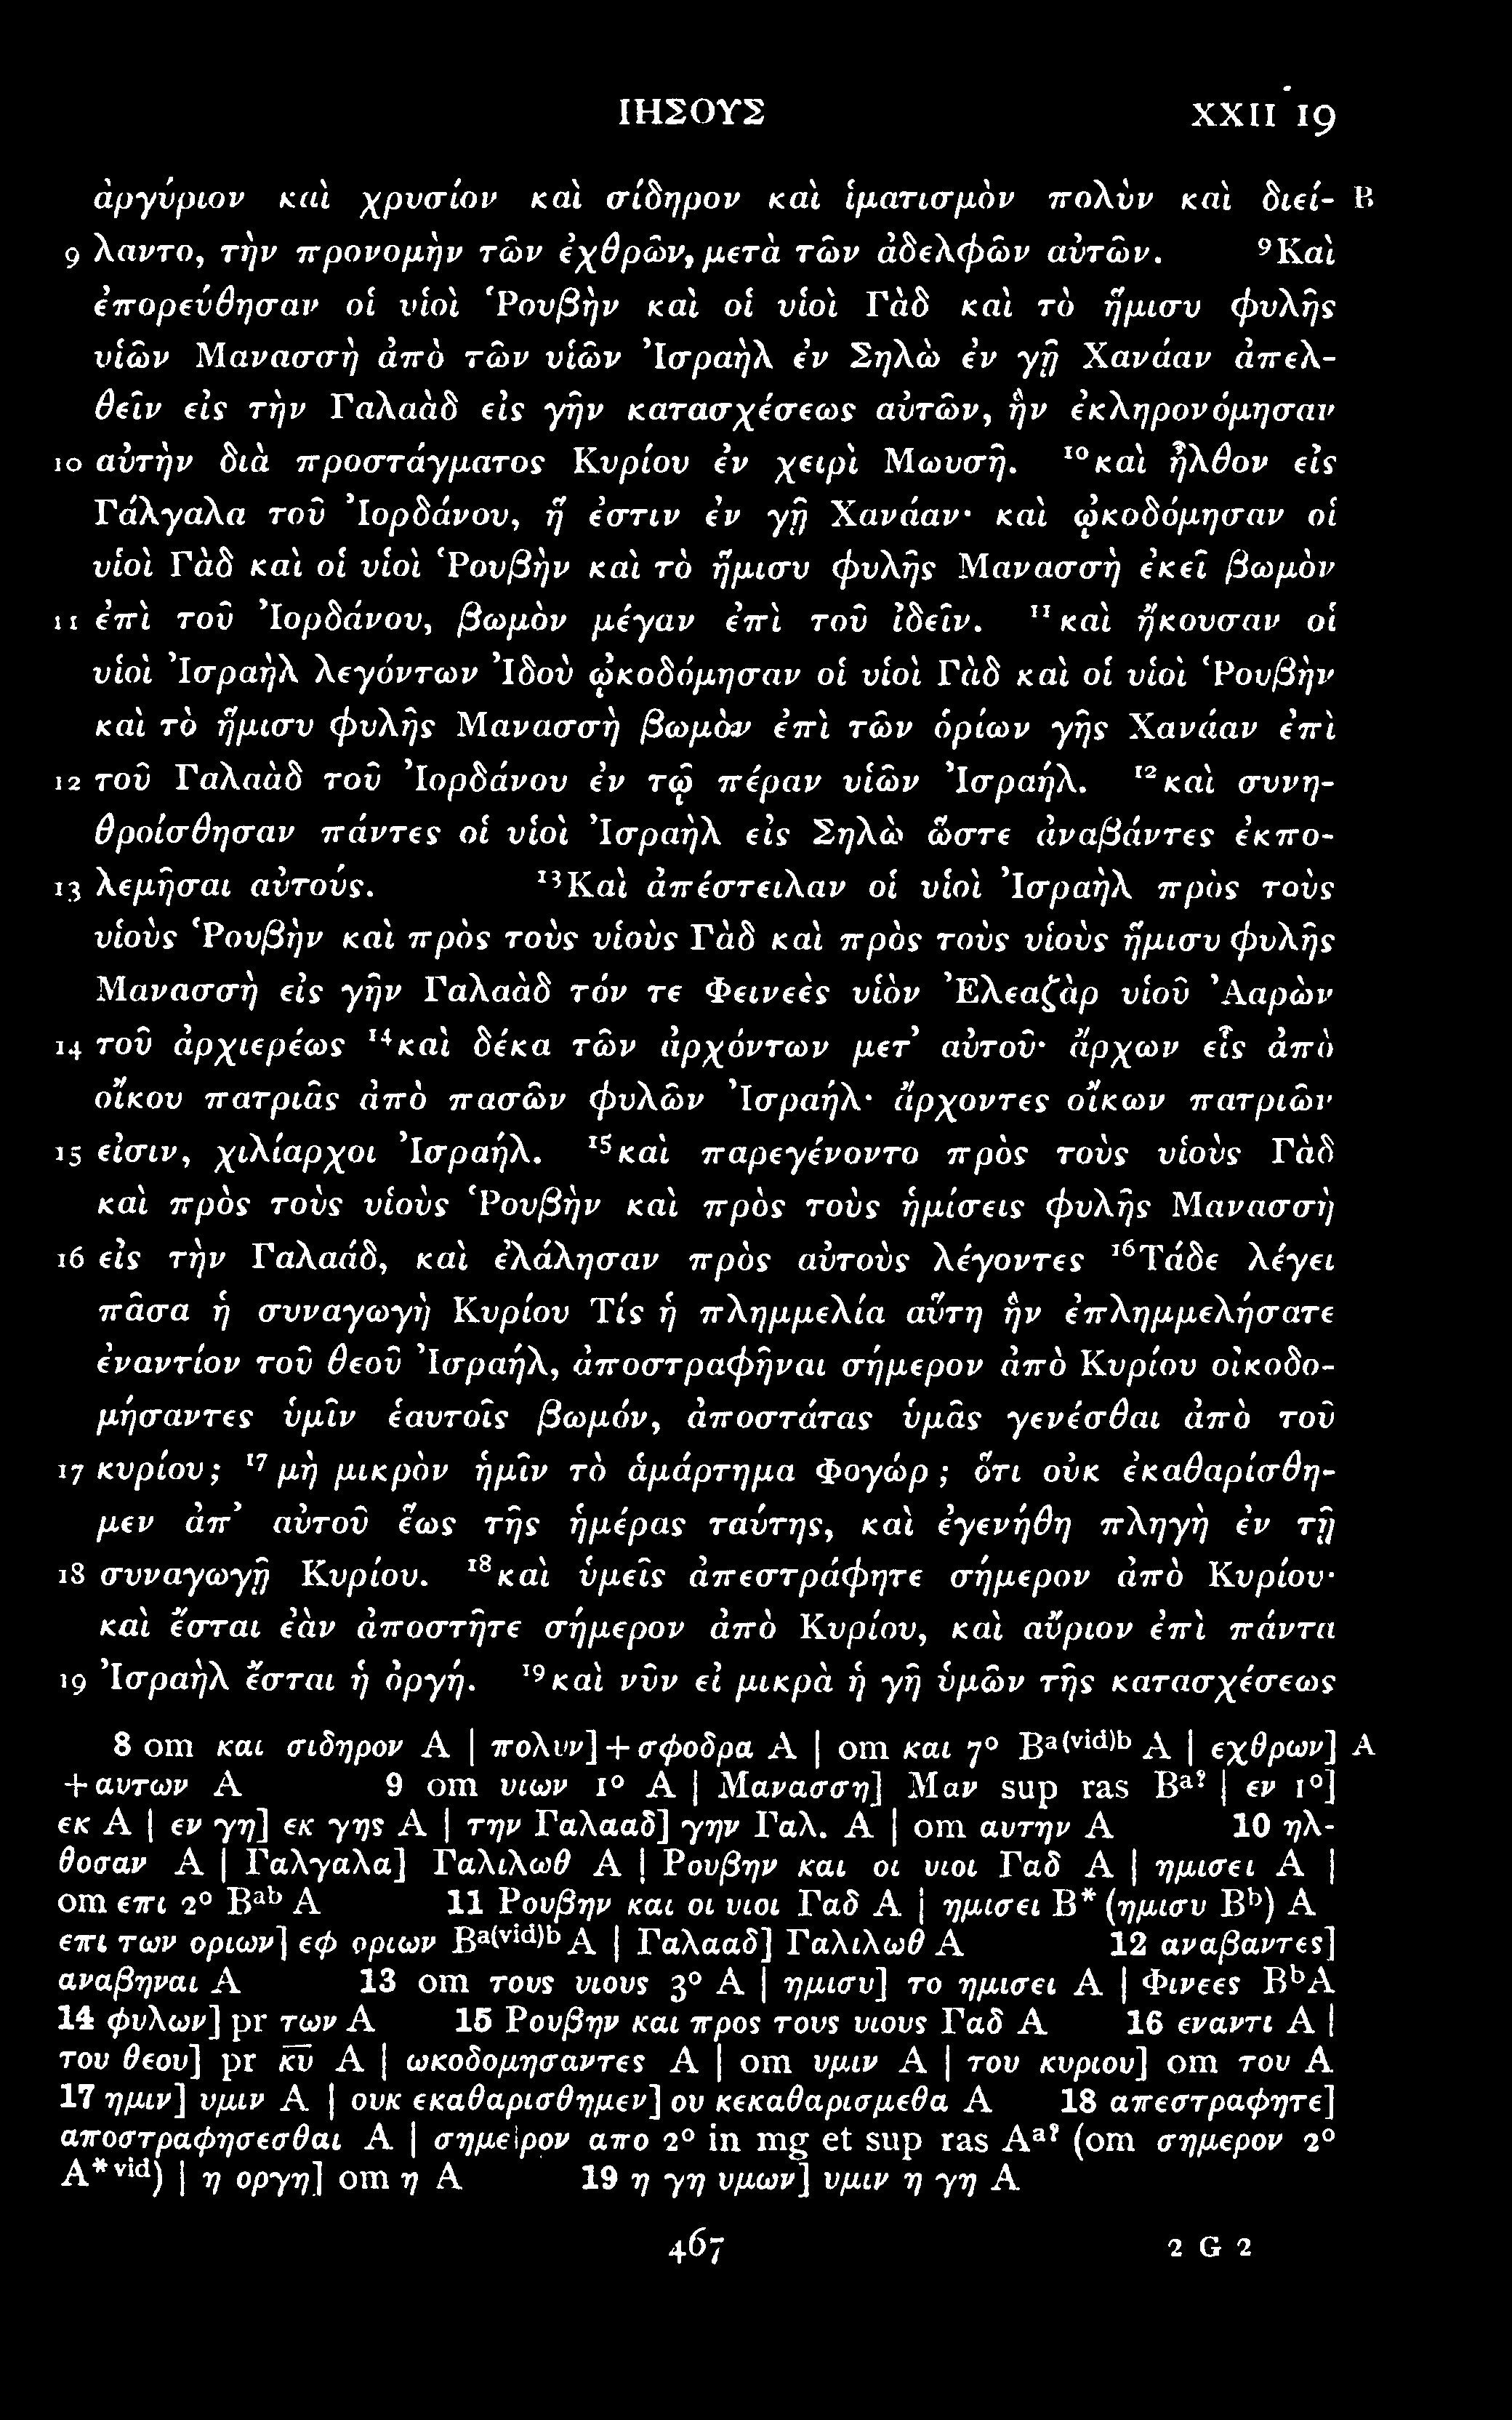 ΙΗΣΟΥΣ XXII 19
ἀργύριον καὶ χρυσίον καὶ σίδηρον καὶ ἱματισμὸν πολὺν καὶ διεί- B
9 λαντο, τὴν προνομὴν τῶν ἐχθρῶν, μετὰ τῶν ἀδελφῶν αὐτῶν. ⁹Καὶ
ἐπορεύθησαν οἱ υἱοὶ Ῥουβὴν καὶ οἱ υἱοὶ Γὰδ καὶ τὸ ἥμισυ φυλῆς
υἱῶν Μανασσὴ ἀπὸ τῶν υἱῶν Ἰσραὴλ ἐν Σηλὼ ἐν γῇ Χανάαν ἀπελ-
θεῖν εἰς τὴν Γαλαὰδ εἰς γῆν κατασχέσεως αὐτῶν, ἣν ἐκληρονόμησαν
10 αὐτὴν διὰ προστάγματος Κυρίου ἐν χειρὶ Μωυσῆ. ¹⁰καὶ ἦλθον εἰς
Γάλγαλα τοῦ Ἰορδάνου, ἥ ἐστιν ἐν γῇ Χανάαν· καὶ ᾠκοδόμησαν οἱ
υἱοὶ Γὰδ καὶ οἱ υἱοὶ Ῥουβὴν καὶ τὸ ἥμισυ φυλῆς Μανασσὴ ἐκεῖ βωμὸν
11 ἐπὶ τοῦ Ἰορδάνου, βωμὸν μέγαν ἐπὶ τοῦ ἰδεῖν. ¹¹καὶ ἤκουσαν οἱ
υἱοὶ Ἰσραὴλ λεγόντων Ἰδοὺ ᾠκοδόμησαν οἱ υἱοὶ Γὰδ καὶ οἱ υἱοὶ Ῥουβὴν
καὶ τὸ ἥμισυ φυλῆς Μανασσὴ βωμὸν ἐπὶ τῶν ὁρίων γῆς Χανάαν ἐπὶ
12 τοῦ Γαλαὰδ τοῦ Ἰορδάνου ἐν τῷ πέραν υἱῶν Ἰσραήλ. ¹²καὶ συνη-
θροίσθησαν πάντες οἱ υἱοὶ Ἰσραὴλ εἰς Σηλὼ ὥστε ἀναβάντες ἐκπο-
13 λεμῆσαι αὐτούς. ¹³Καὶ ἀπέστειλαν οἱ υἱοὶ Ἰσραὴλ πρὸς τοὺς
υἱοὺς Ῥουβὴν καὶ πρὸς τοὺς υἱοὺς Γὰδ καὶ πρὸς τοὺς υἱοὺς ἥμισυ φυλῆς
Μανασσὴ εἰς γῆν Γαλαὰδ τόν τε Φεινεὲς υἱὸν Ἐλεαζὰρ υἱοῦ Ἀαρὼν
14 τοῦ ἀρχιερέως ¹⁴καὶ δέκα τῶν ἀρχόντων μετ’ αὐτοῦ· ἄρχων εἷς ἀπὸ
οἴκου πατριᾶς ἀπὸ πασῶν φυλῶν Ἰσραήλ· ἄρχοντες οἴκων πατριῶν
15 εἰσιν, χιλίαρχοι Ἰσραήλ. ¹⁵καὶ παρεγένοντο πρὸς τοὺς υἱοὺς Γὰδ
καὶ πρὸς τοὺς υἱοὺς Ῥουβὴν καὶ πρὸς τοὺς ἡμίσεις φυλῆς Μανασσὴ
16 εἰς τὴν Γαλαάδ, καὶ ἐλάλησαν πρὸς αὐτοὺς λέγοντες ¹⁶Τάδε λέγει
πᾶσα ἡ συναγωγὴ Κυρίου Τίς ἡ πλημμελία αὕτη ἣν ἐπλημμελήσατε
ἐναντίον τοῦ θεοῦ Ἰσραήλ, ἀποστραφῆναι σήμερον ἀπὸ Κυρίου οἰκοδο-
μήσαντες ὑμῖν ἑαυτοῖς βωμόν, ἀποστάτας ὑμᾶς γενέσθαι ἀπὸ τοῦ
17 κυρίου; ¹⁷μὴ μικρὸν ἡμῖν τὸ ἁμάρτημα Φογώρ; ὅτι οὐκ ἐκαθαρίσθη-
μεν ἀπ’ αὐτοῦ ἕως τῆς ἡμέρας ταύτης, καὶ ἐγενήθη πληγὴ ἐν τῇ
18 συναγωγῇ Κυρίου. ¹⁸καὶ ὑμεῖς ἀπεστράφητε σήμερον ἀπὸ Κυρίου·
καὶ ἔσται ἐὰν ἀποστῆτε σήμερον ἀπὸ Κυρίου, καὶ αὔριον ἐπὶ πάντα
19 Ἰσραὴλ ἔσται ἡ ὀργή. ¹⁹καὶ νῦν εἰ μικρὰ ἡ γῆ ὑμῶν τῆς κατασχέσεως
8 om και σιδηρον A | πολυν] + σφοδρα A | om και 7° Bᵃ⁽ᵛⁱᵈ⁾ᵇ A | εχθρων] A
+ αυτων A 9 om υιων 1° A | Μανασση] Μαν sup ras Bᵃ? | εν 1°]
εκ A | εν γη] εκ γης A | την Γαλααδ] γην Γαλ. A | om αυτην A 10 ηλ-
θοσαν A | Γαλγαλα] Γαλιλωθ A | Ρουβην και οι υιοι Γαδ A | ημισει A |
om επι 2° Bᵃᵇ A 11 Ρουβην και οι υιοι Γαδ A | ημισει B* (ημισυ Bᵇ) A
επι των οριων] εφ οριων Bᵃ⁽ᵛⁱᵈ⁾ᵇ A | Γαλααδ] Γαλιλωθ A 12 αναβαντες]
αναβηναι A 13 om τους υιους 3° A | ημισυ] το ημισει A | Φινεες BᵇA
14 φυλων] pr των A 15 Ρουβην και προς τους υιους Γαδ A 16 εναντι A |
του θεου] pr κ̅υ̅ A | ωκοδομησαντες A | om υμιν A | του κυριου] om του A
17 ημιν] υμιν A | ουκ εκαθαρισθημεν] ου κεκαθαρισμεθα A 18 απεστραφητε]
αποστραφησεσθαι A | σημε|ρον απο 2° in mg et sup ras Aᵃ? (om σημερον 2°
A*ᵛⁱᵈ) | η οργη] om η A 19 η γη υμων] υμιν η γη A
467 2 G 2